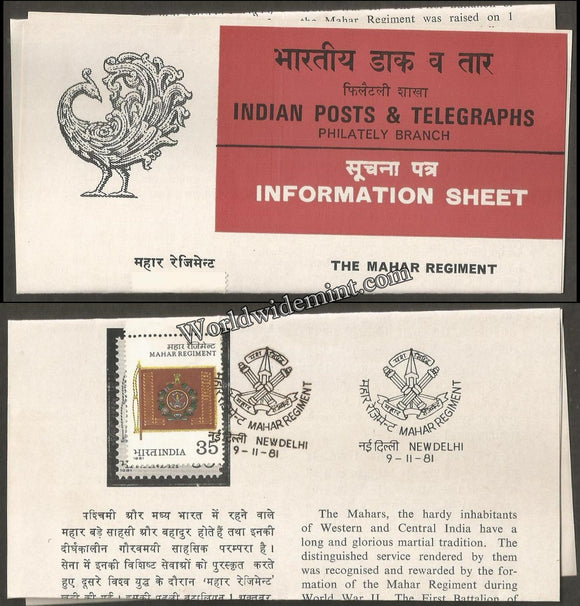 the Mahar Regiment was raised on 1
भारतीय डाक व तार
फिलैटली शाखा
INDIAN POSTS & TELEGRAPHS
PHILATELY BRANCH
सूचना पत्र
INFORMATION SHEET
महार रेजिमेन्ट
THE MAHAR REGIMENT
Worldwidemint.com
महार रेजिमेन्ट
MAHAR REGIMENT
भारत INDIA 35
महार रेजिमेन्ट MAHAR REGIMENT
नई दिल्ली NEW DELHI
9-11-81
महार रेजिमेन्ट MAHAR REGIMENT
नई दिल्ली NEW DELHI
9-11-81
पश्चिमी और मध्य भारत में रहने वाले
महार बड़े साहसी और बहादुर होते हैं तथा इनकी
दीर्घकालीन गौरवमयी साहसिक परम्परा है।
सेना में इनकी विशिष्ट सेवाओं को पुरस्कृत करते
हुए दूसरे विश्व युद्ध के दौरान 'महार रेजिमेंट'
The Mahars, the hardy inhabitants
of Western and Central India have a
long and glorious martial tradition. The
distinguished service rendered by them
was recognised and rewarded by the for-
mation of the Mahar Regiment during
World War II. The First Battalion of